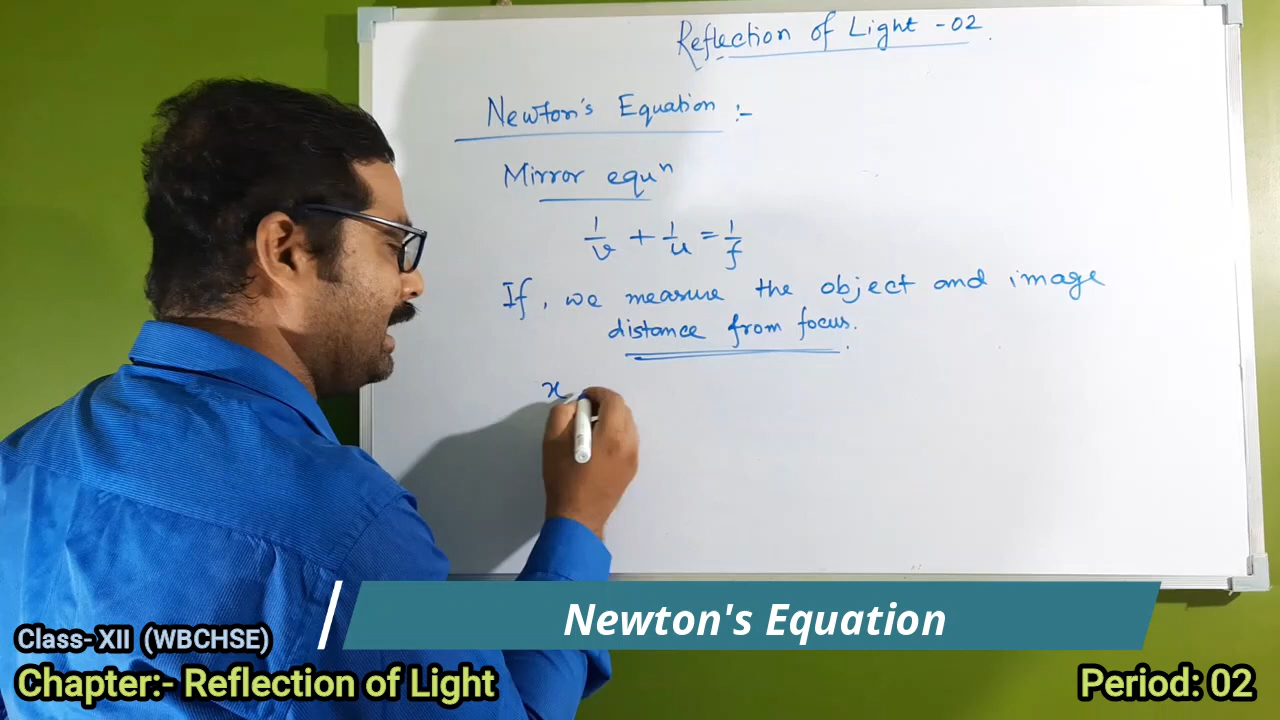 Reflection of Light -02
Newton's Equation :-
Mirror equⁿ
1/v + 1/u = 1/f
If, we measure the object and image
distance from focus.
x
Newton's Equation
Class- XII (WBCHSE)
Chapter:- Reflection of Light
Period: 02